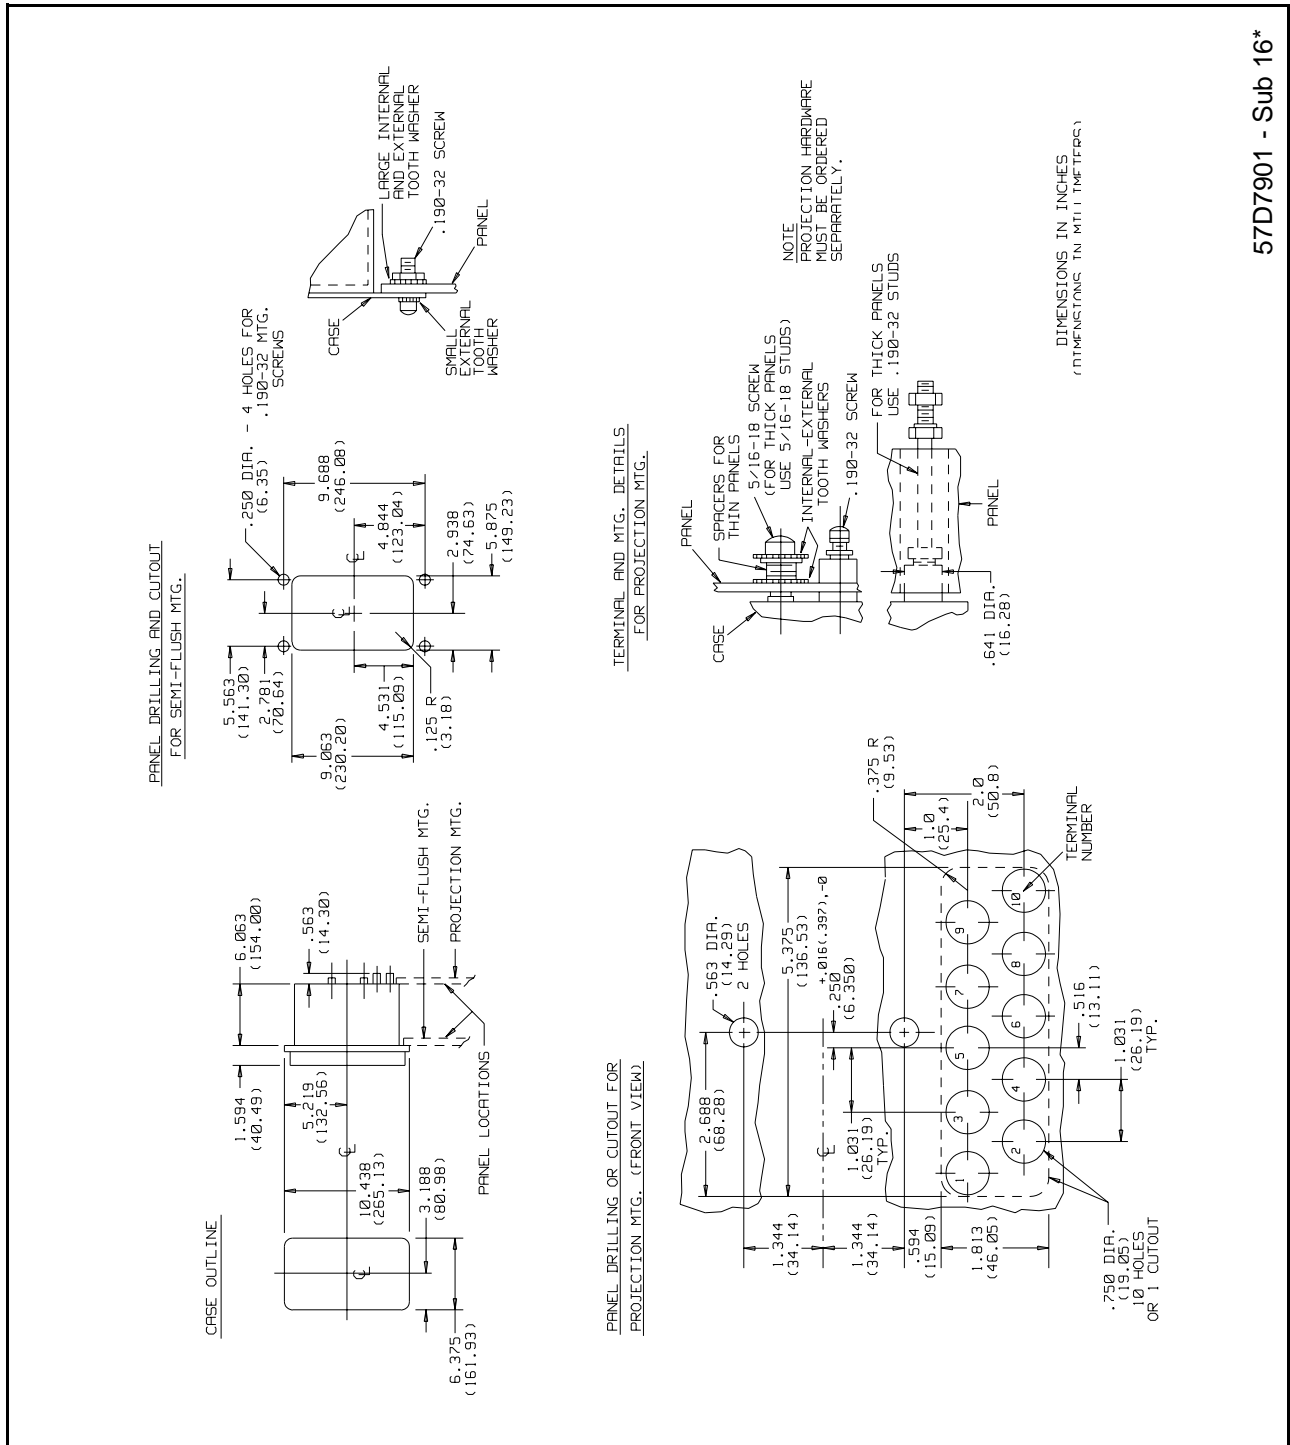 CASE OUTLINE
6.375
(161.93)
3.188
(80.98)
10.438
(265.13)
5.219
(132.56)
1.594
(40.49)
6.063
(154.00)
.563
(14.30)
CL
CL
SEMI-FLUSH MTG.
PROJECTION MTG.
PANEL LOCATIONS
PANEL DRILLING AND CUTOUT
FOR SEMI-FLUSH MTG.
5.563
(141.30)
2.781
(70.64)
.250 DIA. - 4 HOLES FOR
(6.35)
.190-32 MTG.
SCREWS
9.688
(246.08)
4.844
(123.04)
2.938
(74.63)
5.875
(149.23)
CL
CL
9.063
(230.20)
4.531
(115.09)
.125 R
(3.18)
CASE
LARGE INTERNAL
AND EXTERNAL
TOOTH WASHER
.190-32 SCREW
PANEL
SMALL
EXTERNAL
TOOTH
WASHER
PANEL DRILLING OR CUTOUT FOR
PROJECTION MTG. (FRONT VIEW)
2.688
(68.28)
.563 DIA.
(14.29)
2 HOLES
5.375
(136.53)
+.016(.397),-0
.250
(6.350)
.375 R
(9.53)
1.344
(34.14)
1.344
(34.14)
CL
1.031
(26.19)
TYP.
1.0
(25.4)
2.0
(50.8)
.594
(15.09)
1.813
(46.05)
1
3
5
7
9
2
4
6
8
10
TERMINAL
NUMBER
.516
(13.11)
1.031
(26.19)
TYP.
.750 DIA.
(19.05)
10 HOLES
OR 1 CUTOUT
TERMINAL AND MTG. DETAILS
FOR PROJECTION MTG.
PANEL
SPACERS FOR
THIN PANELS
5/16-18 SCREW
(FOR THICK PANELS
USE 5/16-18 STUDS)
INTERNAL-EXTERNAL
TOOTH WASHERS
.190-32 SCREW
CASE
FOR THICK PANELS
USE .190-32 STUDS
PANEL
.641 DIA.
(16.28)
NOTE
PROJECTION HARDWARE
MUST BE ORDERED
SEPARATELY.
DIMENSIONS IN INCHES
(DIMENSIONS IN MILLIMETERS)
57D7901 - Sub 16*